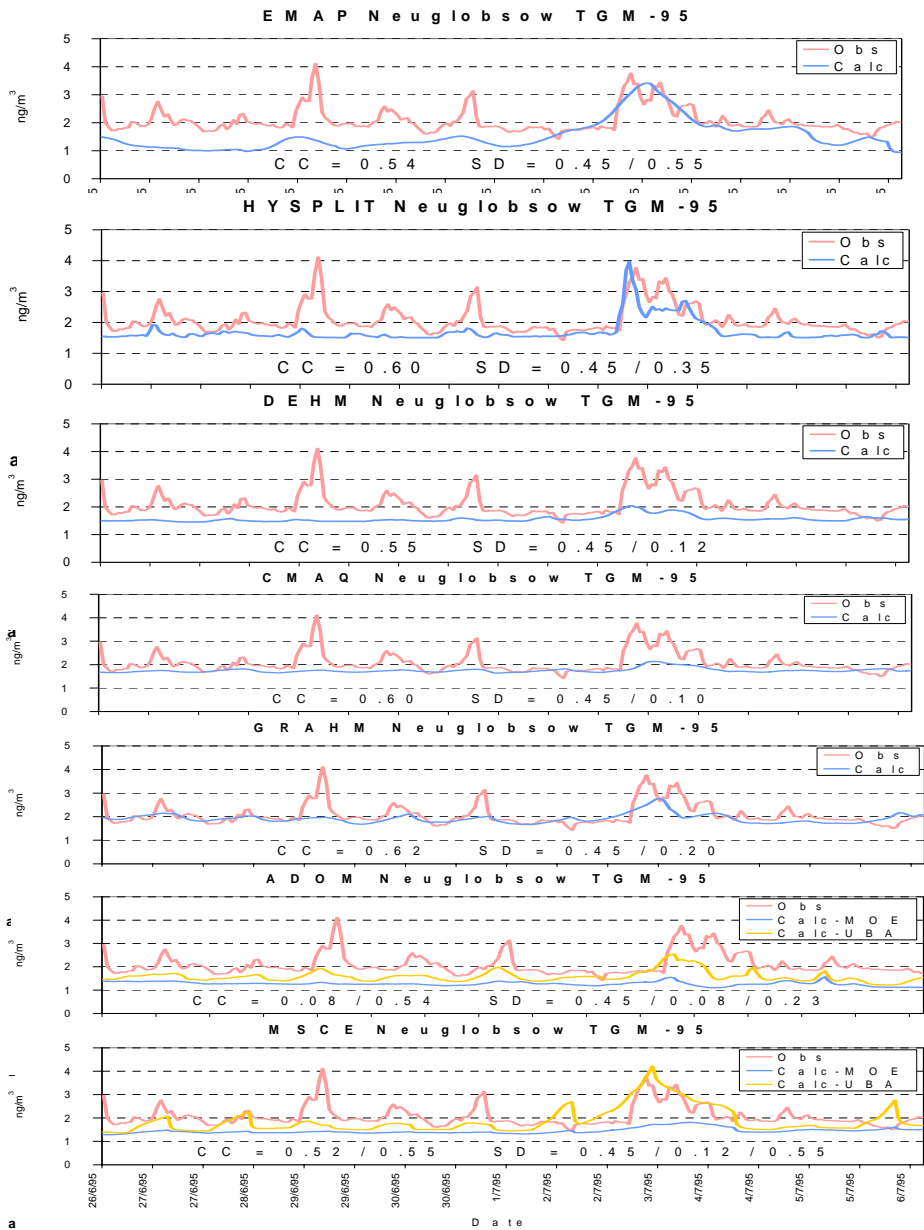 EMAP Neuglobsow TGM -95
5
4
3
2
1
0
ng/m³
Obs
Calc
CC = 0.54 SD = 0.45 / 0.55
HYSPLIT Neuglobsow TGM -95
5
4
3
2
1
0
ng/m³
Obs
Calc
CC = 0.60 SD = 0.45 / 0.35
DEHM Neuglobsow TGM -95
a
5
4
3
2
1
0
ng/m³
Obs
Calc
CC = 0.55 SD = 0.45 / 0.12
CMAQ Neuglobsow TGM -95
a
5
4
3
2
1
0
ng/m³
Obs
Calc
CC = 0.60 SD = 0.45 / 0.10
GRAHM Neuglobsow TGM -95
5
4
3
2
1
0
ng/m³
Obs
Calc
CC = 0.62 SD = 0.45 / 0.20
ADOM Neuglobsow TGM -95
5
4
3
2
1
0
ng/m³
Obs
Calc-MOE
Calc-UBA
CC = 0.08 / 0.54 SD = 0.45 / 0.08 / 0.23
MSCE Neuglobsow TGM -95
5
4
3
2
1
0
ng/m³
Obs
Calc-MOE
Calc-UBA
CC = 0.52 / 0.55 SD = 0.45 / 0.12 / 0.55
26/6/95
27/6/95
27/6/95
28/6/95
29/6/95
29/6/95
30/6/95
30/6/95
1/7/95
2/7/95
2/7/95
3/7/95
4/7/95
4/7/95
5/7/95
5/7/95
6/7/95
Date
a